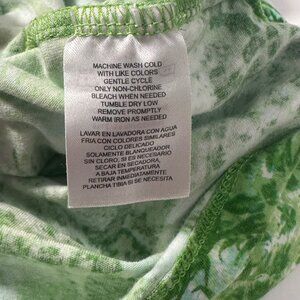 MACHINE WASH COLD
WITH LIKE COLORS
GENTLE CYCLE
ONLY NON-CHLORINE
BLEACH WHEN NEEDED
TUMBLE DRY LOW
REMOVE PROMPTLY
WARM IRON AS NEEDED
LAVAR EN LAVADORA CON AGUA
FRIA CON COLORES SIMILARES
CICLO DELICADO
SOLAMENTE BLANQUEADOR
SIN CLORO, SI ES NECESARIO
SECAR EN SECADORA,
A BAJA TEMPERATURA
RETIRAR INMEDIATAMENTE
PLANCHA TIBIA SI SE NECESITA